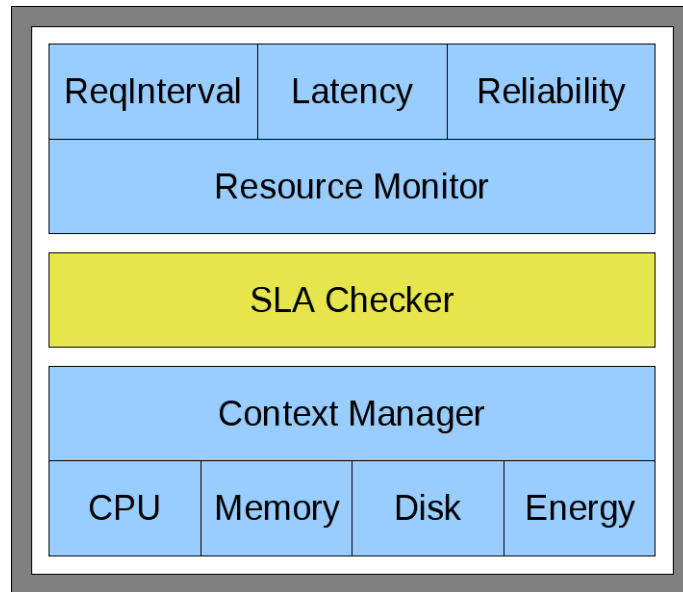 ReqInterval Latency Reliability
Resource Monitor
SLA Checker
Context Manager
CPU Memory Disk Energy